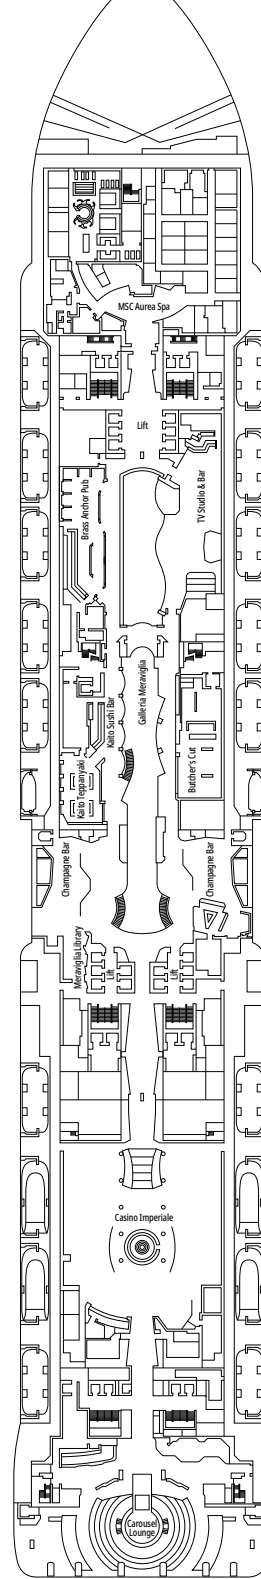 MSC Aurea Spa
Lift
Brass Anchor Pub
TV Studio & Bar
Galleria Meraviglia
Kaito Sushi Bar
Kaito Teppanyaki
Butcher's Cut
Champagne Bar
Champagne Bar
Meraviglia Library
Lift
Lift
Casino Imperiale
Carousel
Lounge